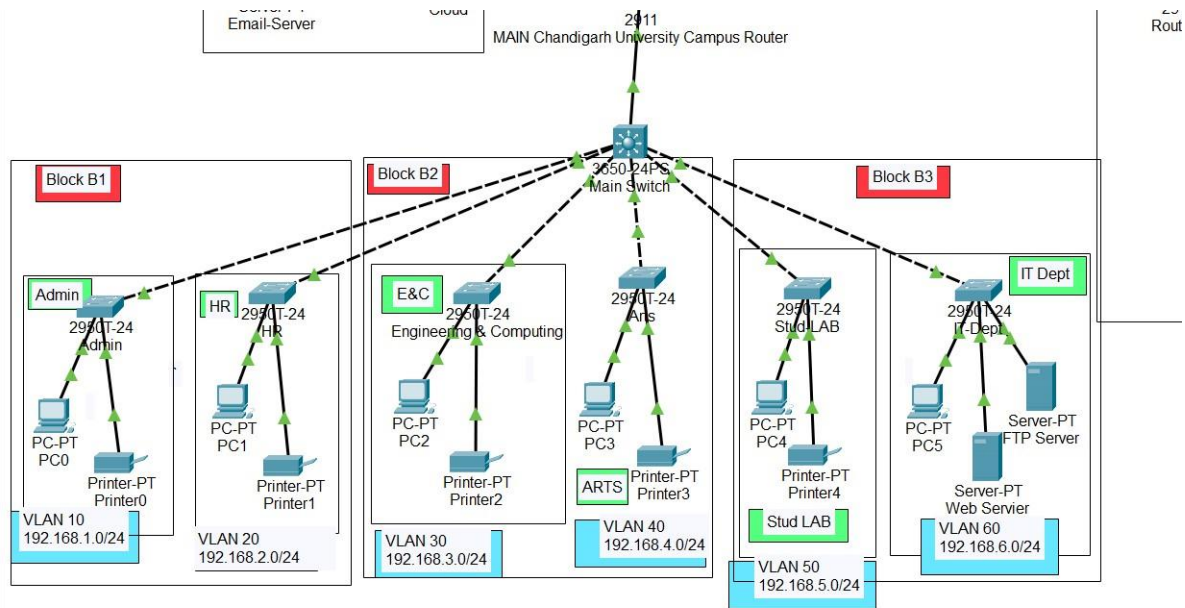 Email-Server
Cloud
2911
MAIN Chandigarh University Campus Router
Rout
3650-24PS
Main Switch
Block B1
Block B2
Block B3
Admin
2950T-24
Admin
HR
2950T-24
HR
E&C
2950T-24
Engineering & Computing
2950T-24
2950T-24
Stud-LAB
IT Dept
2950T-24
IT-Dept
PC-PT
PC0
Printer-PT
Printer0
PC-PT
PC1
Printer-PT
Printer1
PC-PT
PC2
Printer-PT
Printer2
PC-PT
PC3
ARTS
Printer-PT
Printer3
PC-PT
PC4
Printer-PT
Printer4
Stud LAB
PC-PT
PC5
Server-PT
FTP Server
Server-PT
Web Servier
VLAN 10
192.168.1.0/24
VLAN 20
192.168.2.0/24
VLAN 30
192.168.3.0/24
VLAN 40
192.168.4.0/24
VLAN 50
192.168.5.0/24
VLAN 60
192.168.6.0/24